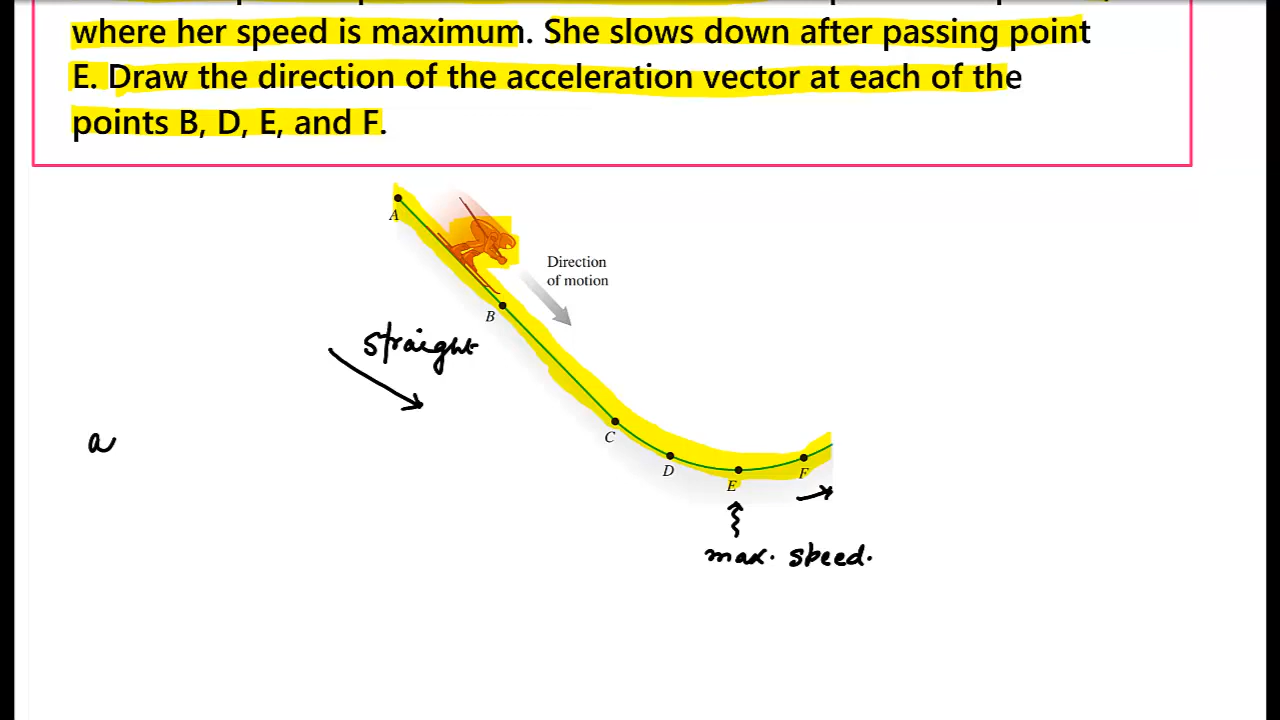 where her speed is maximum. She slows down after passing point
E. Draw the direction of the acceleration vector at each of the
points B, D, E, and F.
A
Direction
of motion
B
straight
C
a
D
E
F
max. speed.